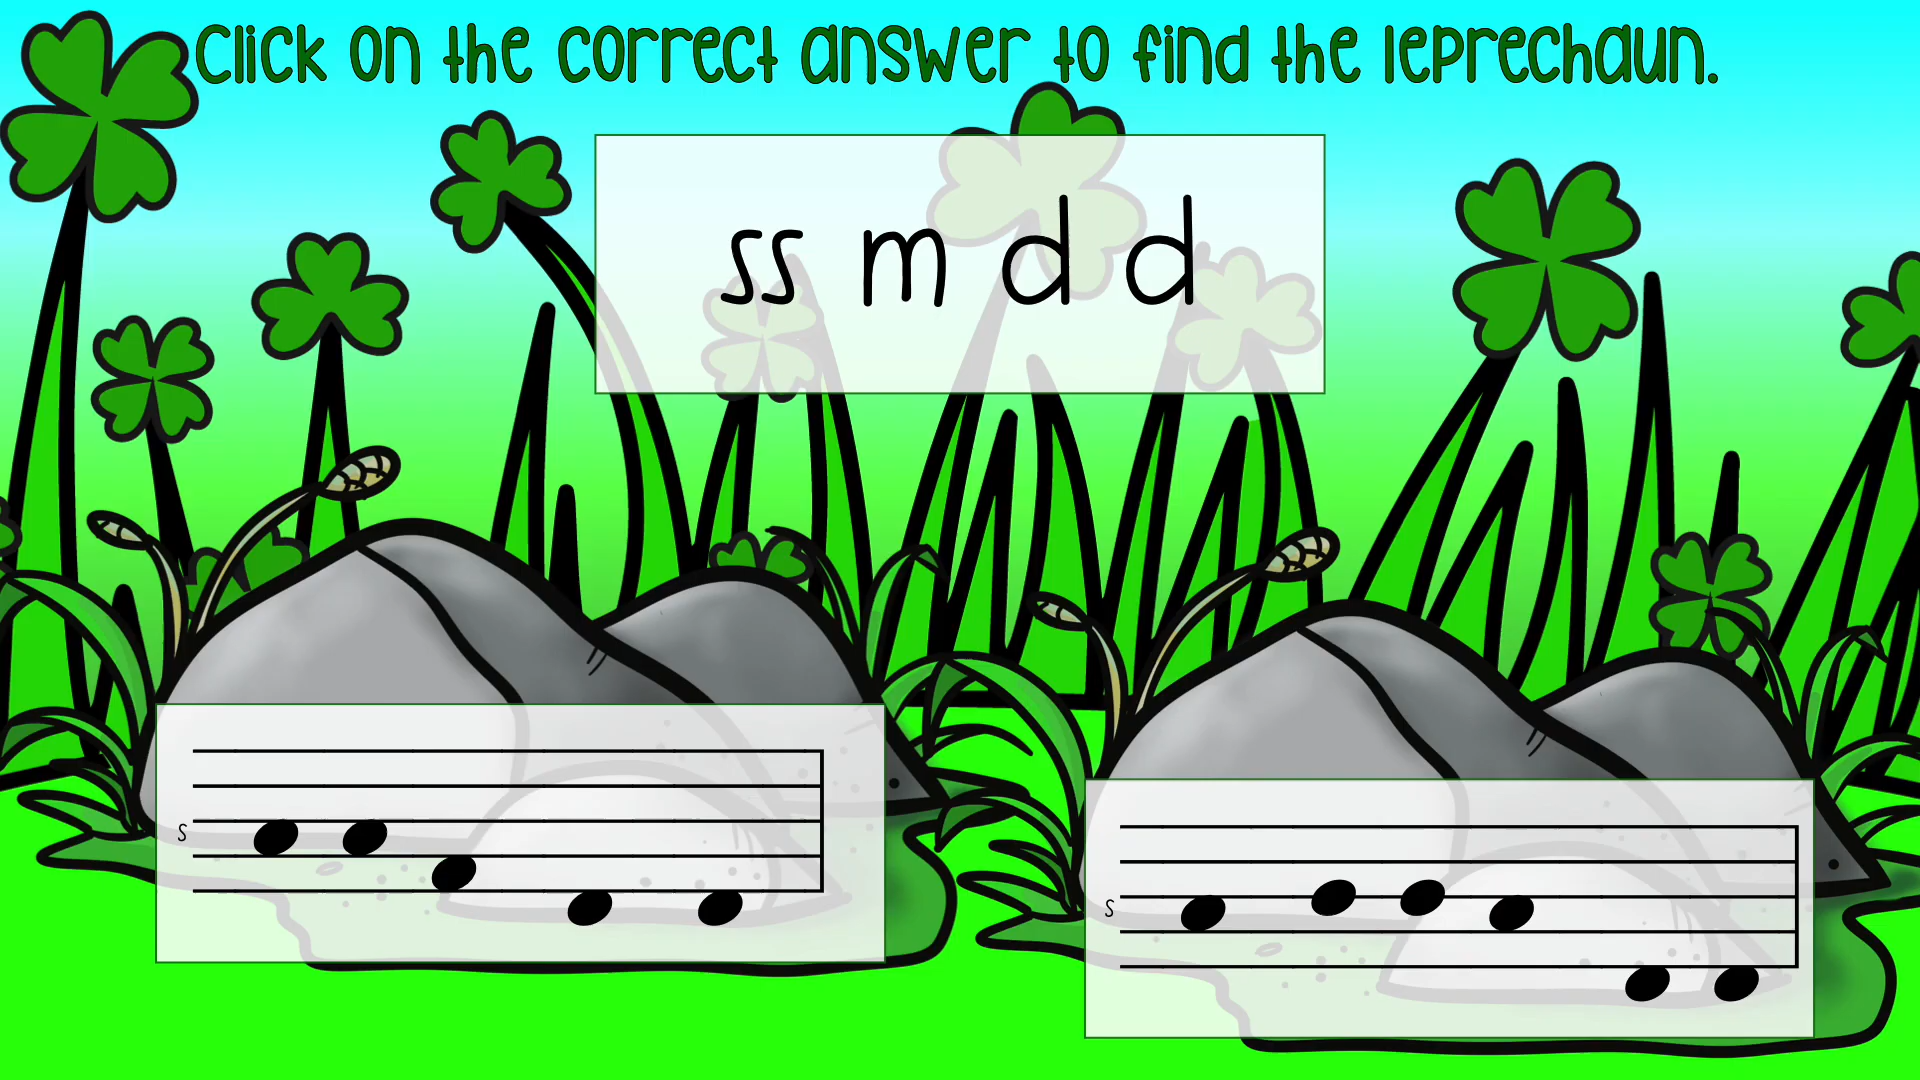 Click on the correct answer to find the leprechaun.
ss m d d
s
s